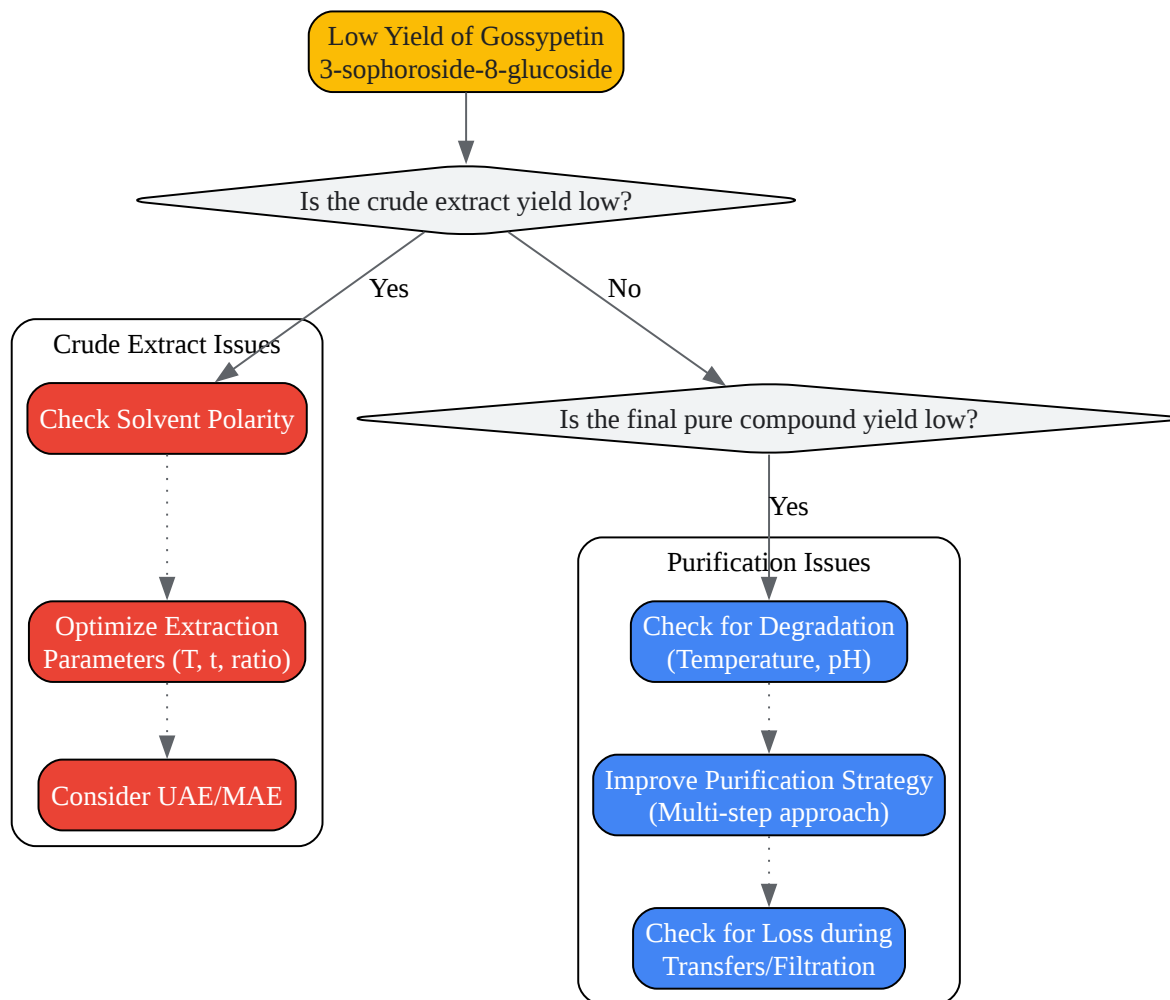 Low Yield of Gossypetin
3-sophoroside-8-glucoside
Is the crude extract yield low?
Yes
No
Crude Extract Issues
Check Solvent Polarity
Is the final pure compound yield low?
Yes
Purification Issues
Optimize Extraction
Parameters (T, t, ratio)
Check for Degradation
(Temperature, pH)
Consider UAE/MAE
Improve Purification Strategy
(Multi-step approach)
Check for Loss during
Transfers/Filtration